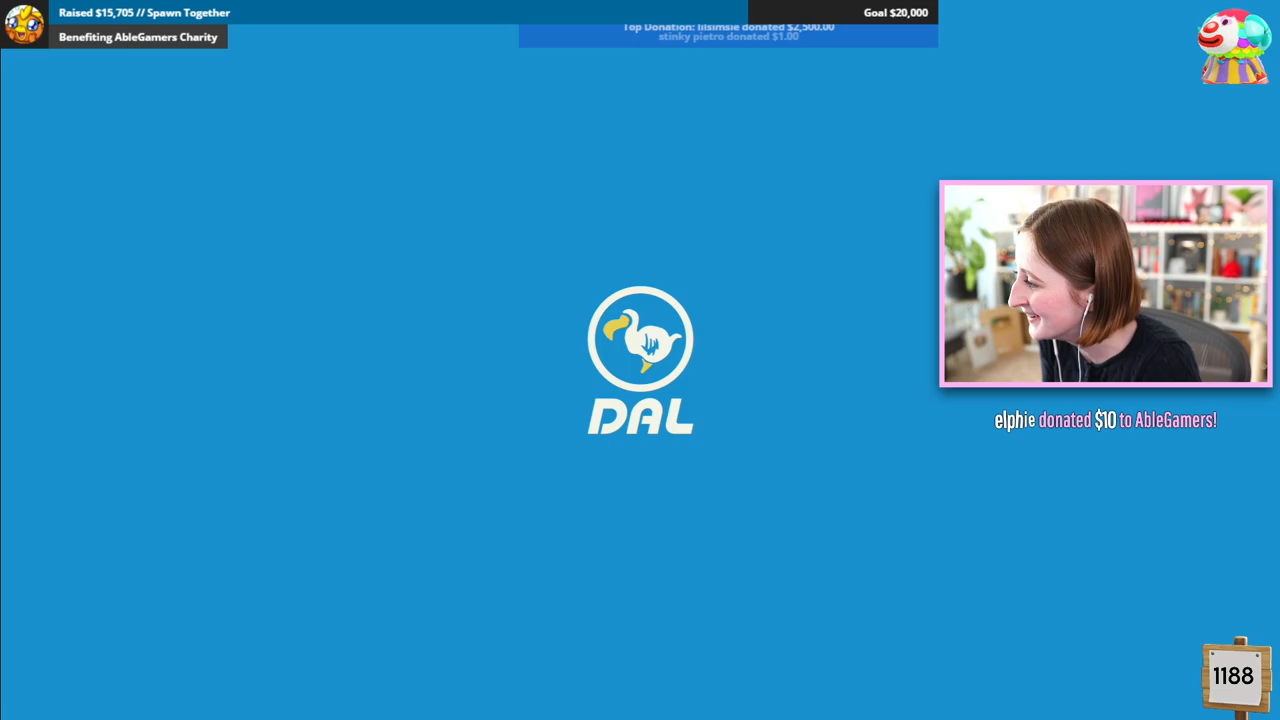 Raised $15,705 // Spawn Together
Goal $20,000
Benefiting AbleGamers Charity
Top Donation: lilsimsie donated $2,500.00
stinky pietro donated $1.00
DAL
elphie donated $10 to AbleGamers!
1188